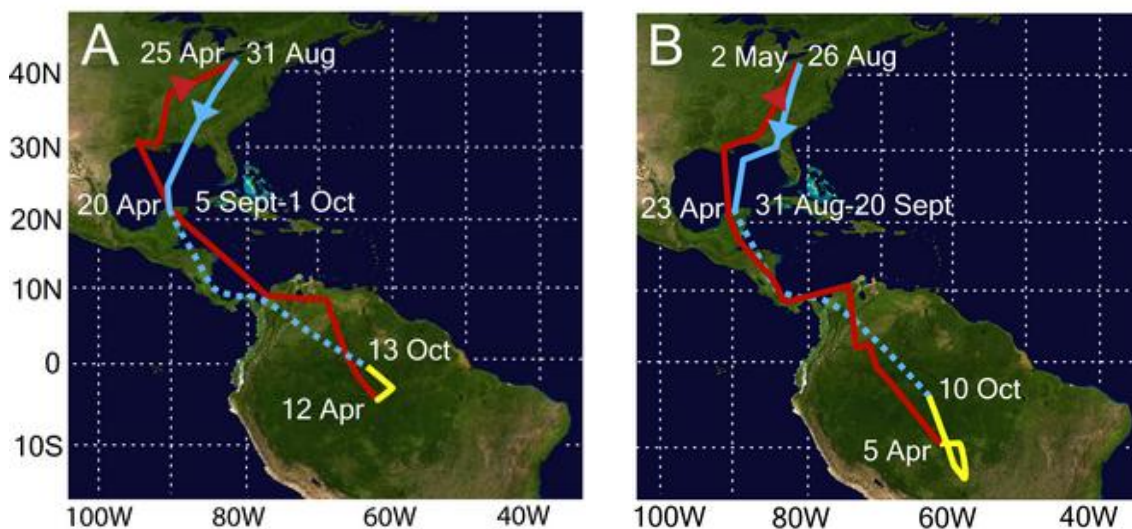 A
25 Apr 31 Aug
40N
30N
20 Apr 5 Sept-1 Oct
20N
10N
13 Oct
0
12 Apr
10S
100W 80W 60W 40W
B
2 May 26 Aug
23 Apr 31 Aug-20 Sept
10 Oct
5 Apr
100W 80W 60W 40W